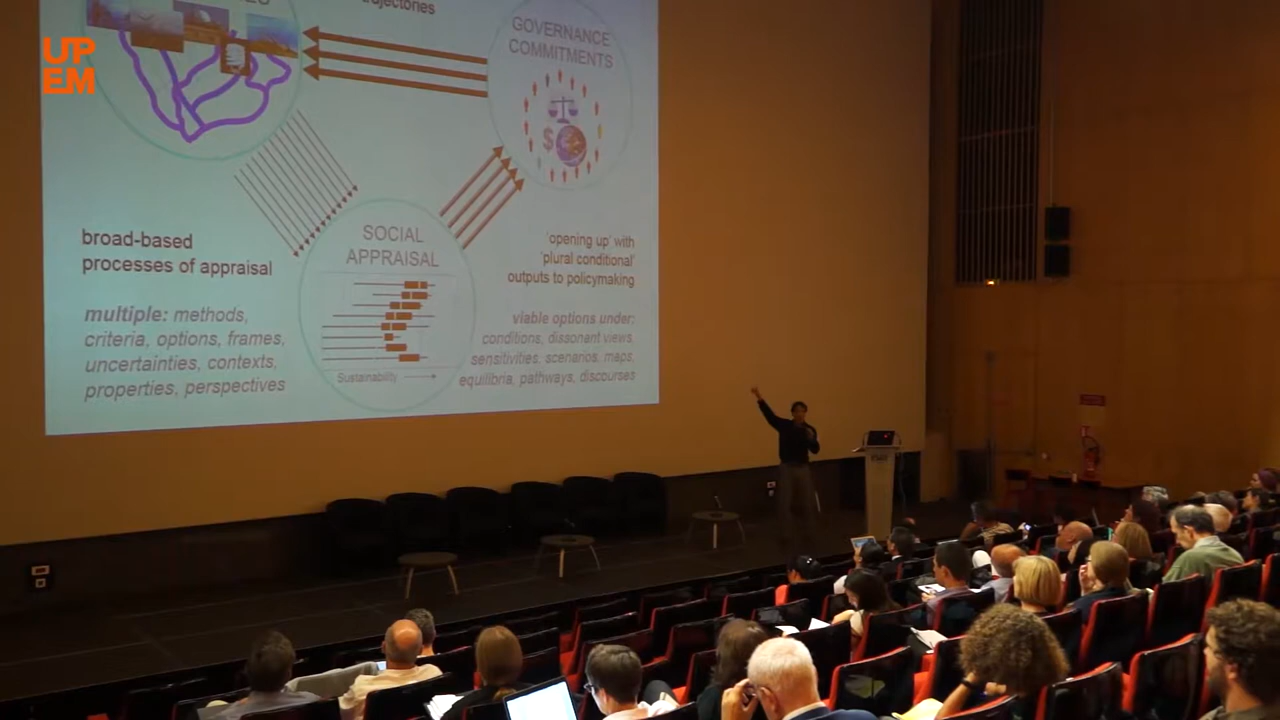 UP
EM
GOVERNANCE
COMMITMENTS
SOCIAL
APPRAISAL
Sustainability
broad-based
processes of appraisal
multiple: methods,
criteria, options, frames,
uncertainties, contexts,
properties, perspectives
'opening up' with
'plural conditional'
outputs to policymaking
viable options under:
conditions, dissonant views,
sensitivities, scenarios, maps,
equilibria, pathways, discourses